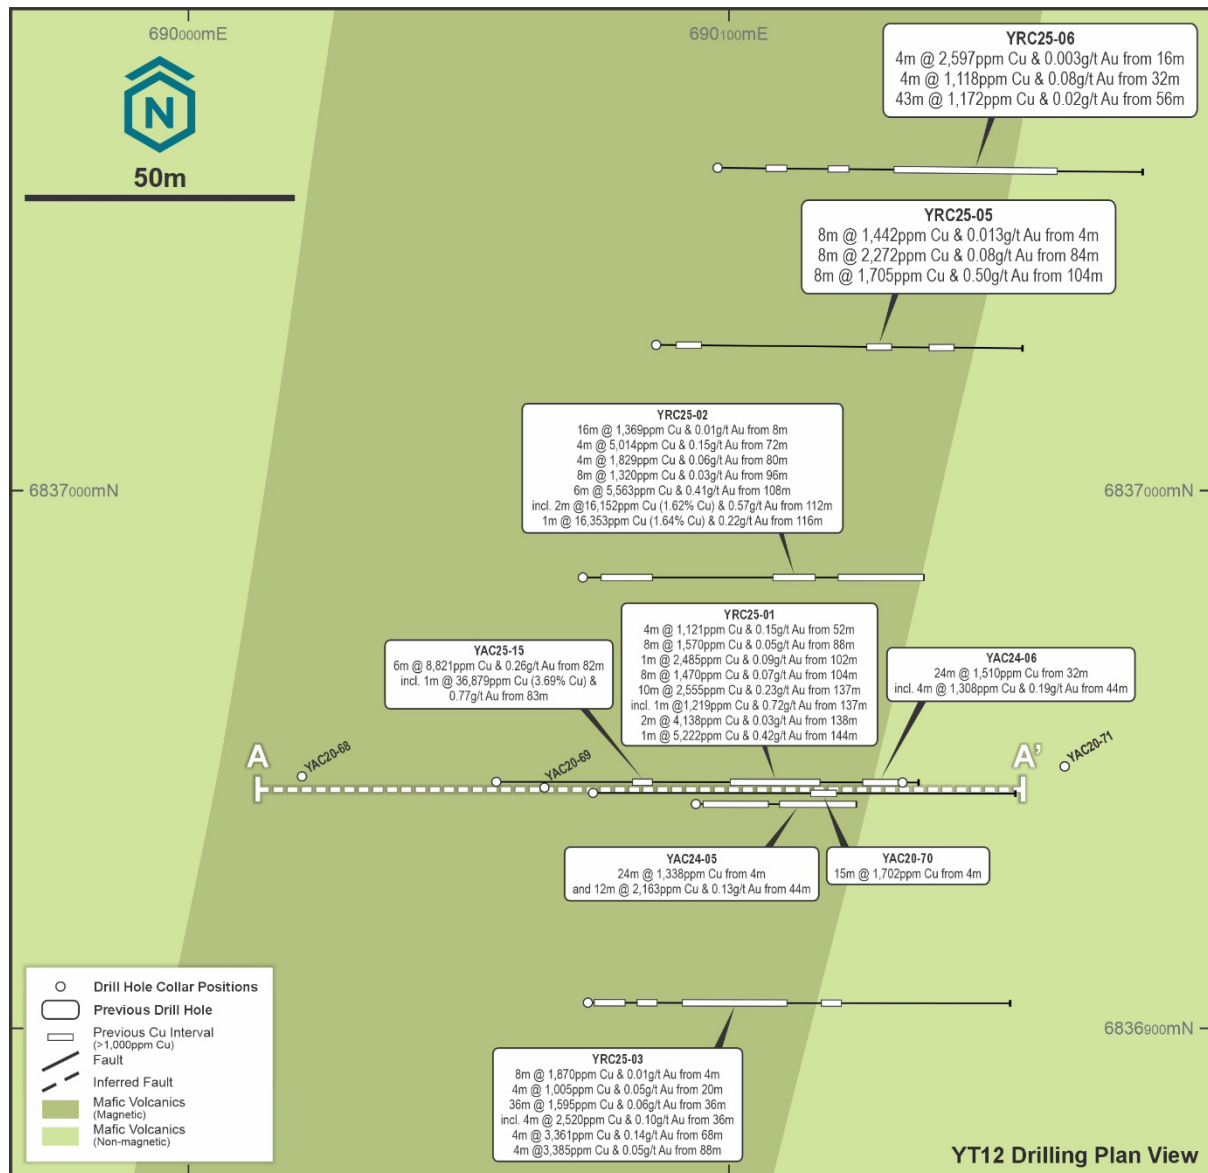 690000mE
690100mE
N
50m
YRC25-06
4m @ 2,597ppm Cu & 0.003g/t Au from 16m
4m @ 1,118ppm Cu & 0.08g/t Au from 32m
43m @ 1,172ppm Cu & 0.02g/t Au from 56m
YRC25-05
8m @ 1,442ppm Cu & 0.013g/t Au from 4m
8m @ 2,272ppm Cu & 0.08g/t Au from 84m
8m @ 1,705ppm Cu & 0.50g/t Au from 104m
YRC25-02
16m @ 1,369ppm Cu & 0.01g/t Au from 8m
4m @ 5,014ppm Cu & 0.15g/t Au from 72m
4m @ 1,829ppm Cu & 0.06g/t Au from 80m
8m @ 1,320ppm Cu & 0.03g/t Au from 96m
6m @ 5,563ppm Cu & 0.41g/t Au from 108m
incl. 2m @16,152ppm Cu (1.62% Cu) & 0.57g/t Au from 112m
1m @ 16,353ppm Cu (1.64% Cu) & 0.22g/t Au from 116m
6837000mN
6837000mN
YRC25-01
4m @ 1,121ppm Cu & 0.15g/t Au from 52m
8m @ 1,570ppm Cu & 0.05g/t Au from 88m
1m @ 2,485ppm Cu & 0.09g/t Au from 102m
8m @ 1,470ppm Cu & 0.07g/t Au from 104m
10m @ 2,555ppm Cu & 0.23g/t Au from 137m
incl. 1m @1,219ppm Cu & 0.72g/t Au from 137m
2m @ 4,138ppm Cu & 0.03g/t Au from 138m
1m @ 5,222ppm Cu & 0.42g/t Au from 144m
YAC25-15
6m @ 8,821ppm Cu & 0.26g/t Au from 82m
incl. 1m @ 36,879ppm Cu (3.69% Cu) &
0.77g/t Au from 83m
YAC24-06
24m @ 1,510ppm Cu from 32m
incl. 4m @ 1,308ppm Cu & 0.19g/t Au from 44m
A
YAC20-68
YAC20-69
A'
YAC20-71
YAC24-05
24m @ 1,338ppm Cu from 4m
and 12m @ 2,163ppm Cu & 0.13g/t Au from 44m
YAC20-70
15m @ 1,702ppm Cu from 4m
6836900mN
YRC25-03
8m @ 1,870ppm Cu & 0.01g/t Au from 4m
4m @ 1,005ppm Cu & 0.05g/t Au from 20m
36m @ 1,595ppm Cu & 0.06g/t Au from 36m
incl. 4m @ 2,520ppm Cu & 0.10g/t Au from 36m
4m @ 3,361ppm Cu & 0.14g/t Au from 68m
4m @3,385ppm Cu & 0.05g/t Au from 88m
Drill Hole Collar Positions
Previous Drill Hole
Previous Cu Interval
(>1,000ppm Cu)
Fault
Inferred Fault
Mafic Volcanics
(Magnetic)
Mafic Volcanics
(Non-magnetic)
YT12 Drilling Plan View